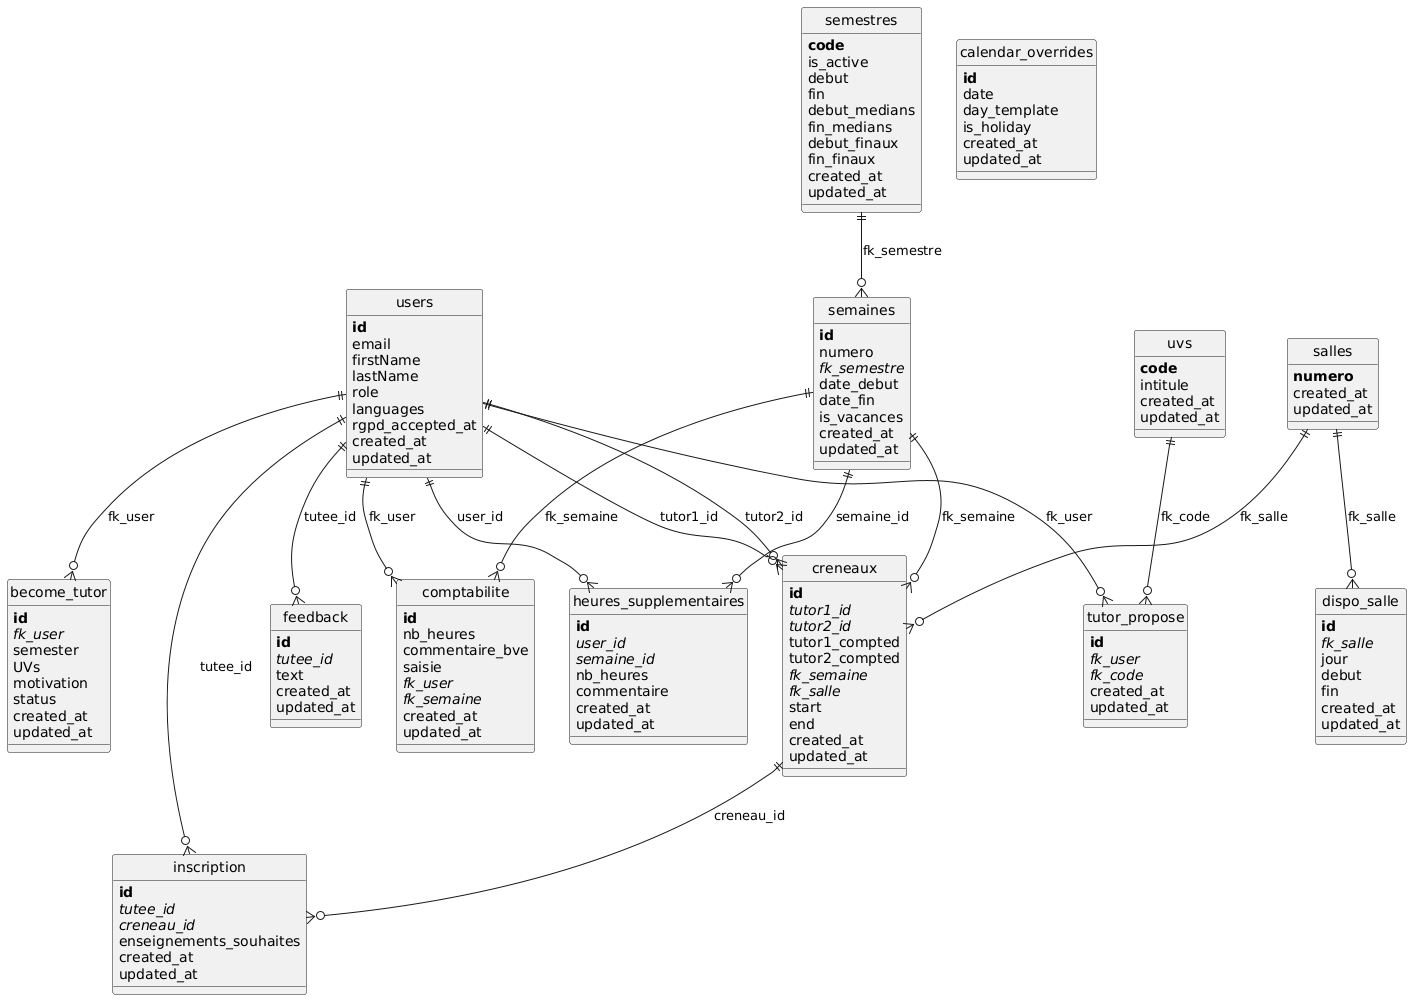 semestres
code
is_active
debut
fin
debut_medians
fin_medians
debut_finaux
fin_finaux
created_at
updated_at
calendar_overrides
id
date
day_template
is_holiday
created_at
updated_at
fk_semestre
users
id
email
firstName
lastName
role
languages
rgpd_accepted_at
created_at
updated_at
semaines
id
numero
fk_semestre
date_debut
date_fin
is_vacances
created_at
updated_at
uvs
code
intitule
created_at
updated_at
salles
numero
created_at
updated_at
fk_user
tutee_id
fk_user
user_id
fk_semaine
tutor1_id
tutor2_id
semaine_id
fk_semaine
fk_user
fk_code
fk_salle
fk_salle
become_tutor
id
fk_user
semester
UVs
motivation
status
created_at
updated_at
tutee_id
feedback
id
tutee_id
text
created_at
updated_at
comptabilite
id
nb_heures
commentaire_bve
saisie
fk_user
fk_semaine
created_at
updated_at
heures_supplementaires
id
user_id
semaine_id
nb_heures
commentaire
created_at
updated_at
creneaux
id
tutor1_id
tutor2_id
tutor1_compted
tutor2_compted
fk_semaine
fk_salle
start
end
created_at
updated_at
tutor_propose
id
fk_user
fk_code
created_at
updated_at
dispo_salle
id
fk_salle
jour
debut
fin
created_at
updated_at
creneau_id
inscription
id
tutee_id
creneau_id
enseignements_souhaites
created_at
updated_at